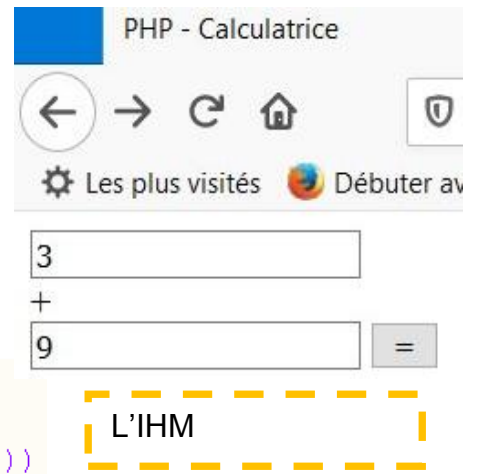 PHP - Calculatrice
Les plus visités Débuter av
3
+
9 =
L'IHM
))